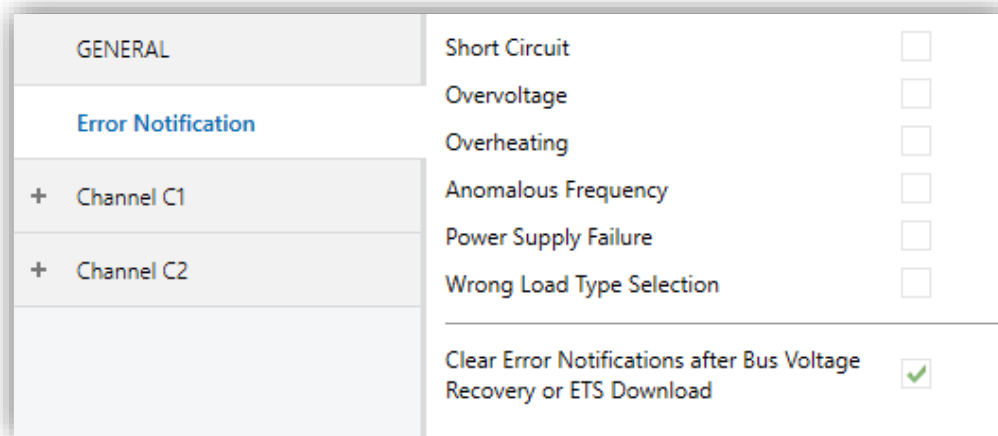 GENERAL
Error Notification
+ Channel C1
+ Channel C2
Short Circuit
Overvoltage
Overheating
Anomalous Frequency
Power Supply Failure
Wrong Load Type Selection
Clear Error Notifications after Bus Voltage
Recovery or ETS Download